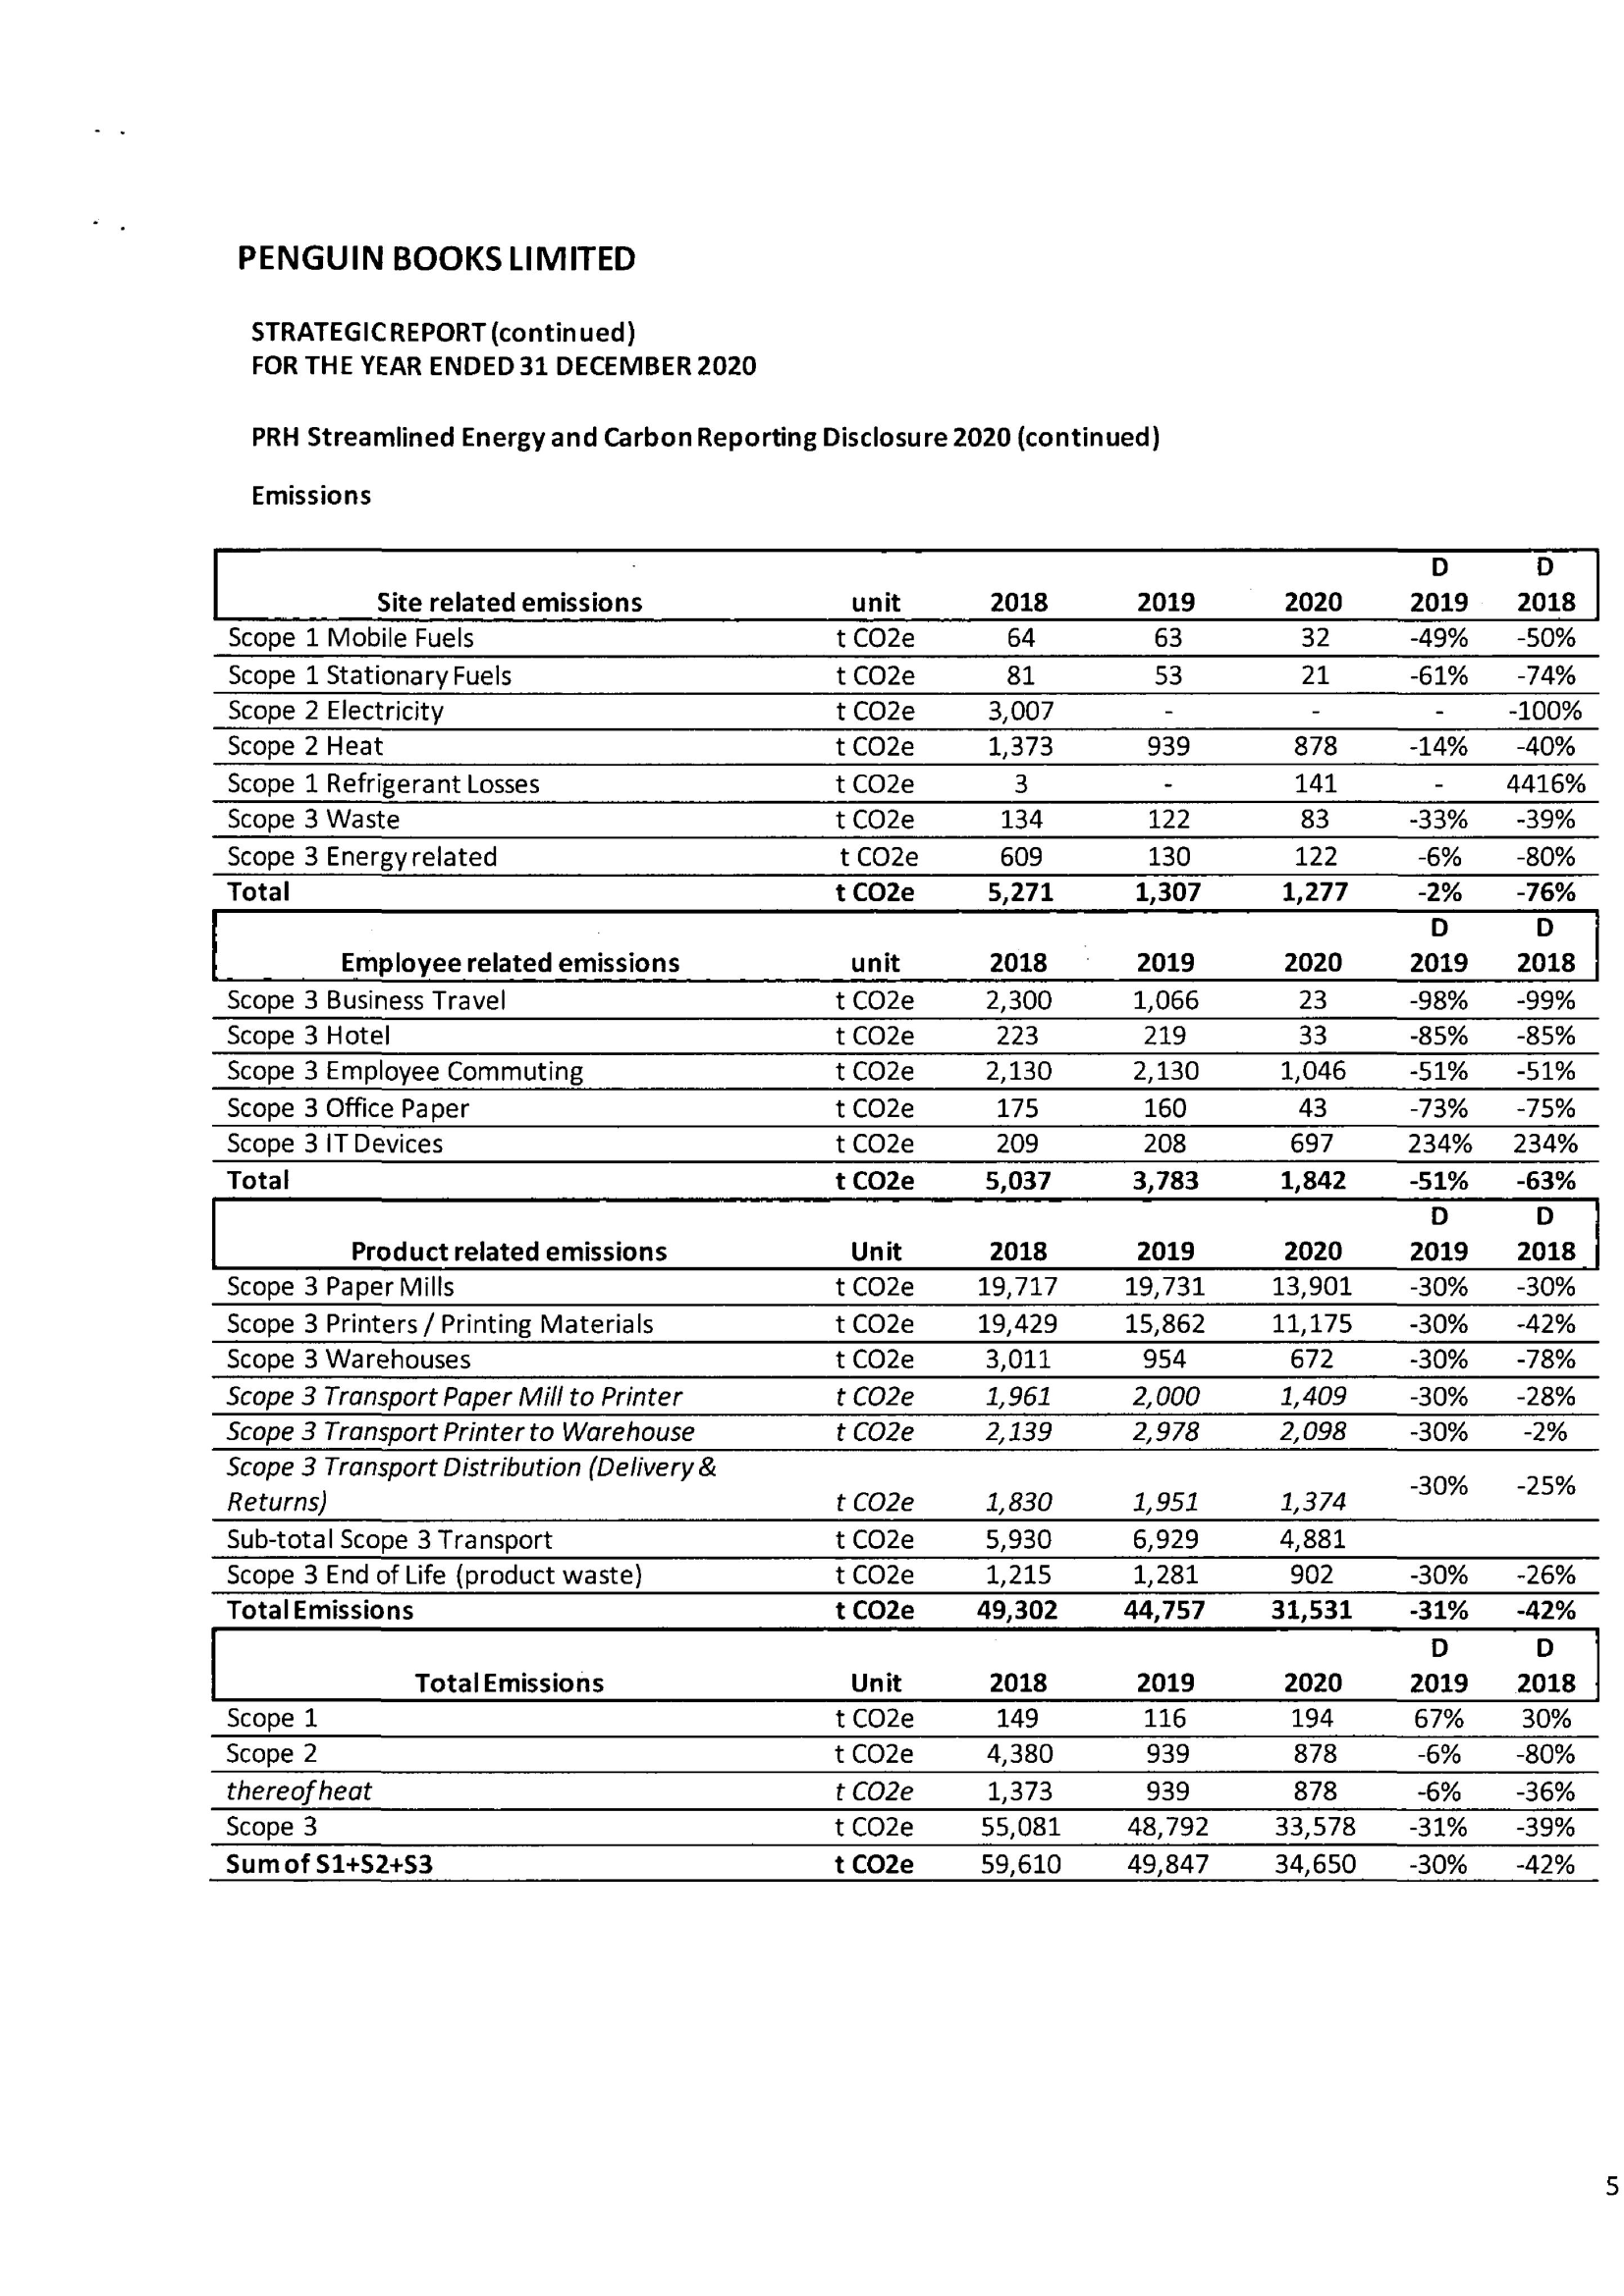 PENGUIN BOOKS LIMITED
STRATEGIC REPORT (continued)
FOR THE YEAR ENDED 31 DECEMBER 2020
PRH Streamlined Energy and Carbon Reporting Disclosure 2020 (continued)
Emissions
D D
Site related emissions unit 2018 2019 2020 2019 2018
Scope 1 Mobile Fuels t CO2e 64 63 32 -49% -50%
Scope 1 Stationary Fuels t CO2e 81 53 21 -61% -74%
Scope 2 Electricity t CO2e 3,007 - - - -100%
Scope 2 Heat t CO2e 1,373 939 878 -14% -40%
Scope 1 Refrigerant Losses t CO2e 3 - 141 - 4416%
Scope 3 Waste t CO2e 134 122 83 -33% -39%
Scope 3 Energy related t CO2e 609 130 122 -6% -80%
Total t CO2e 5,271 1,307 1,277 -2% -76%
D D
Employee related emissions unit 2018 2019 2020 2019 2018
Scope 3 Business Travel t CO2e 2,300 1,066 23 -98% -99%
Scope 3 Hotel t CO2e 223 219 33 -85% -85%
Scope 3 Employee Commuting t CO2e 2,130 2,130 1,046 -51% -51%
Scope 3 Office Paper t CO2e 175 160 43 -73% -75%
Scope 3 IT Devices t CO2e 209 208 697 234% 234%
Total t CO2e 5,037 3,783 1,842 -51% -63%
D D
Product related emissions Unit 2018 2019 2020 2019 2018
Scope 3 Paper Mills t CO2e 19,717 19,731 13,901 -30% -30%
Scope 3 Printers / Printing Materials t CO2e 19,429 15,862 11,175 -30% -42%
Scope 3 Warehouses t CO2e 3,011 954 672 -30% -78%
Scope 3 Transport Paper Mill to Printer t CO2e 1,961 2,000 1,409 -30% -28%
Scope 3 Transport Printer to Warehouse t CO2e 2,139 2,978 2,098 -30% -2%
Scope 3 Transport Distribution (Delivery &
Returns) t CO2e 1,830 1,951 1,374 -30% -25%
Sub-total Scope 3 Transport t CO2e 5,930 6,929 4,881
Scope 3 End of Life (product waste) t CO2e 1,215 1,281 902 -30% -26%
Total Emissions t CO2e 49,302 44,757 31,531 -31% -42%
D D
Total Emissions Unit 2018 2019 2020 2019 2018
Scope 1 t CO2e 149 116 194 67% 30%
Scope 2 t CO2e 4,380 939 878 -6% -80%
thereof heat t CO2e 1,373 939 878 -6% -36%
Scope 3 t CO2e 55,081 48,792 33,578 -31% -39%
Sum of S1+S2+S3 t CO2e 59,610 49,847 34,650 -30% -42%
5